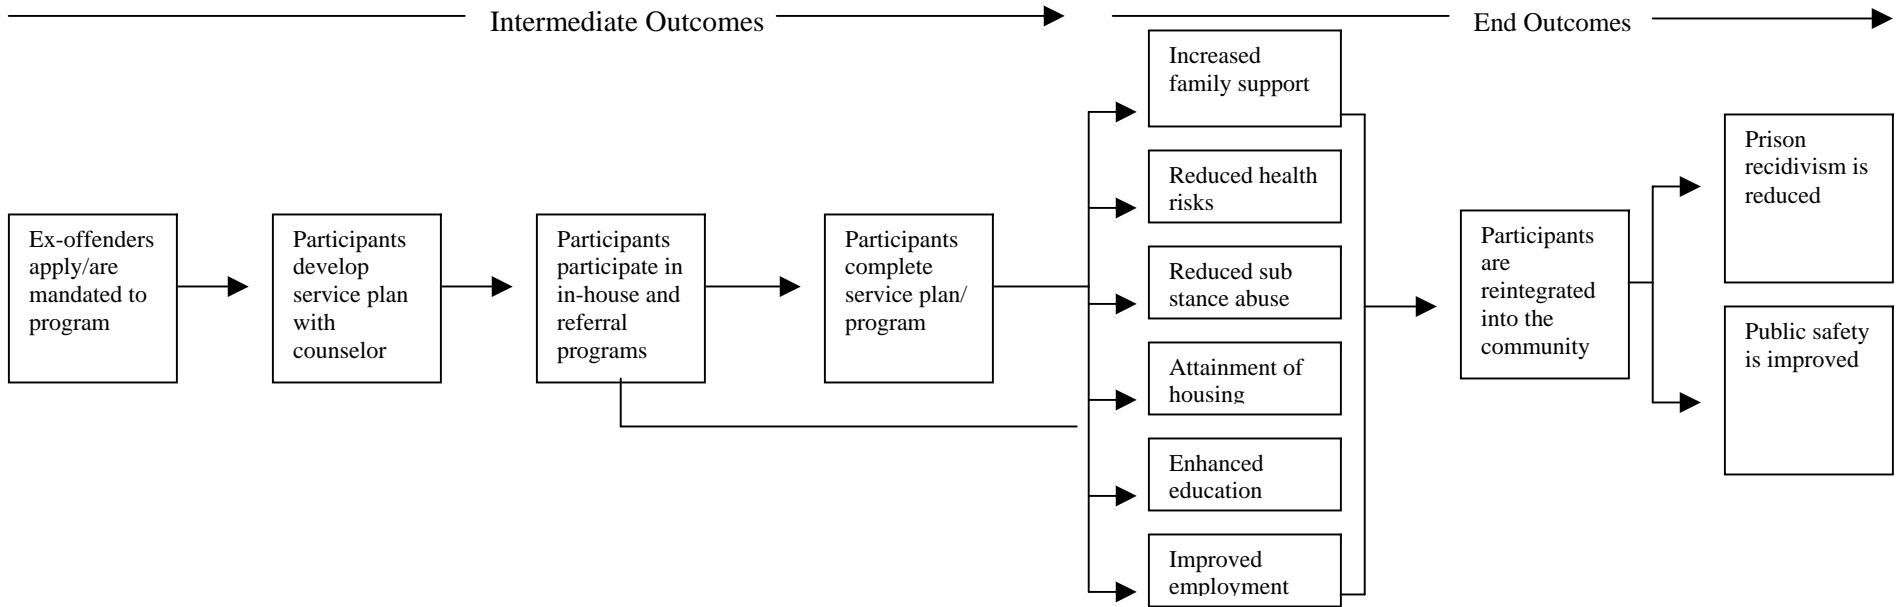 Intermediate Outcomes
End Outcomes
Ex-offenders
apply/are
mandated to
program
Participants
develop
service plan
with
counselor
Participants
participate in
in-house and
referral
programs
Participants
complete
service plan/
program
Increased
family support
Reduced health
risks
Reduced sub
stance abuse
Attainment of
housing
Enhanced
education
Improved
employment
Participants
are
reintegrated
into the
community
Prison
recidivism is
reduced
Public safety
is improved